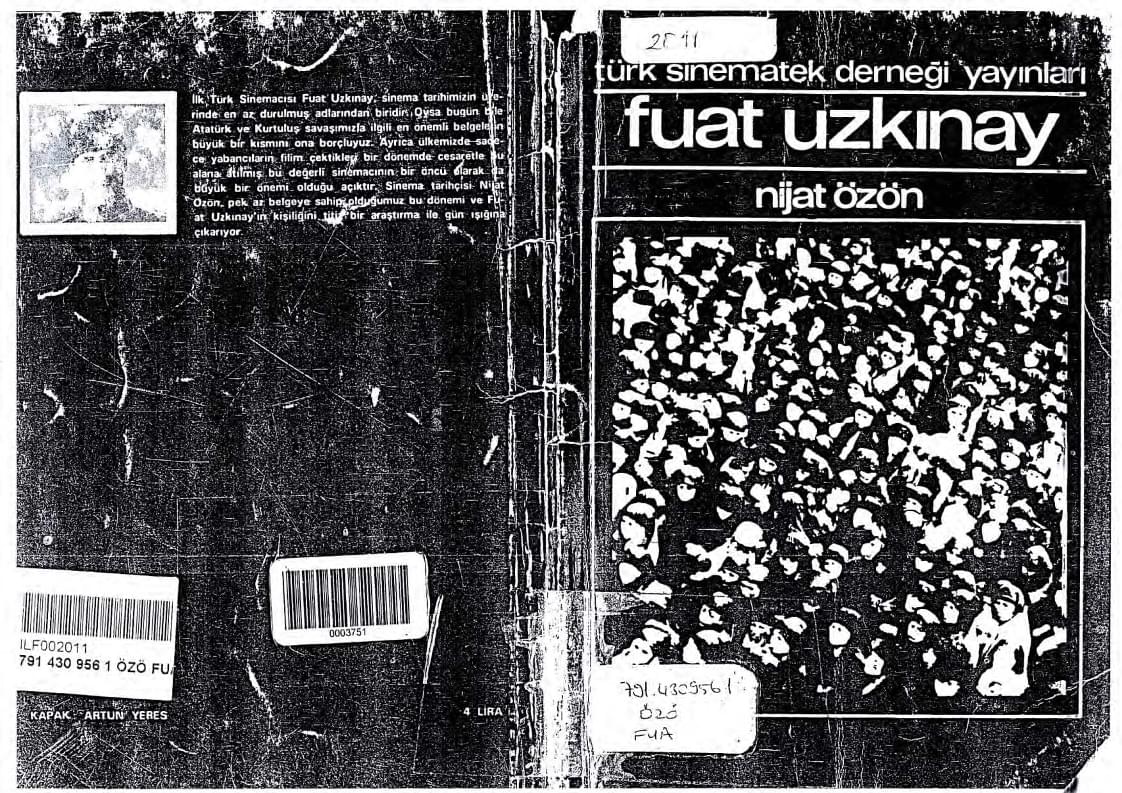 İlk Türk Sinemacısı Fuat Uzkınay, sinema tarihimizin üze-
rinde en az durulmuş adlarından biridir. Oysa bugün bile
Atatürk ve Kurtuluş savaşımızla ilgili en önemli belgelerin
büyük bir kısmını ona borçluyuz. Ayrıca ülkemizde sade-
ce yabancıların filim çektikleri bir dönemde cesaretle bu
alana atılmış bu değerli sinemacının bir öncü olarak da
büyük bir önemi olduğu açıktır. Sinema tarihçisi Nijat
Özön, pek az belgeye sahip olduğumuz bu dönemi ve Fu-
at Uzkınay'ın kişiliğini titiz bir araştırma ile gün ışığına
çıkarıyor.
0003751
ILF002011
791 430 956 1 ÖZÖ FUA
KAPAK : ARTUN YERES
4 LIRA
2011
türk sinematek derneği yayınları
fuat uzkınay
nijat özön
791.4309561
ÖZÖ
FUA